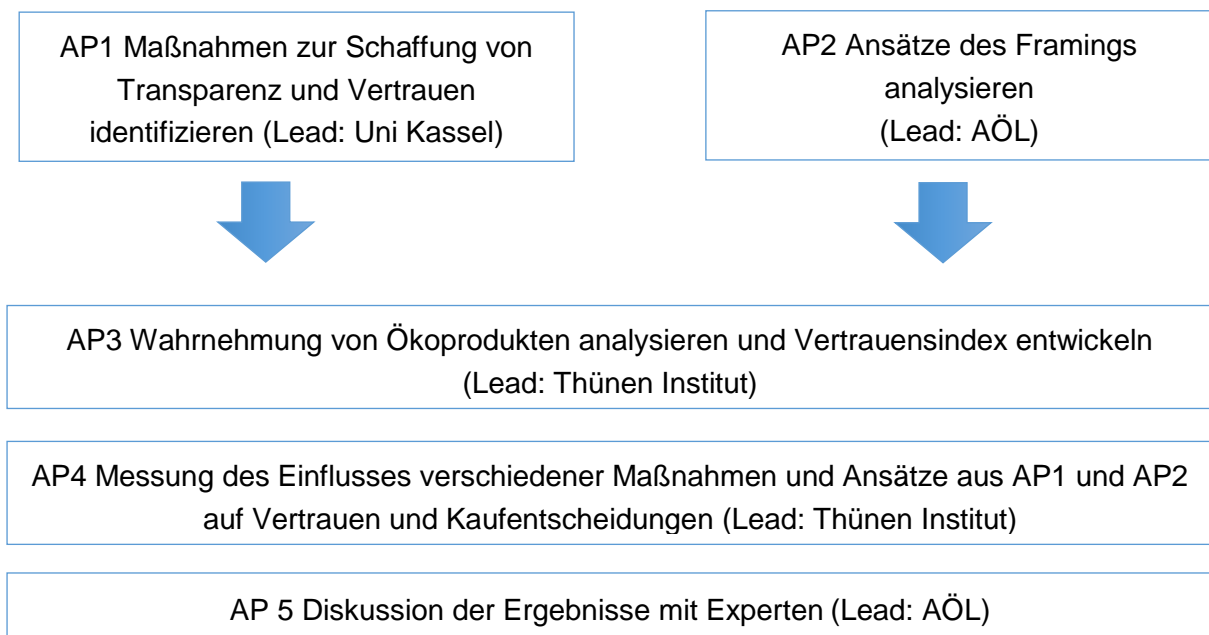 AP1 Maßnahmen zur Schaffung von
Transparenz und Vertrauen
identifizieren (Lead: Uni Kassel)
AP2 Ansätze des Framings
analysieren
(Lead: AÖL)
AP3 Wahrnehmung von Ökoprodukten analysieren und Vertrauensindex entwickeln
(Lead: Thünen Institut)
AP4 Messung des Einflusses verschiedener Maßnahmen und Ansätze aus AP1 und AP2
auf Vertrauen und Kaufentscheidungen (Lead: Thünen Institut)
AP 5 Diskussion der Ergebnisse mit Experten (Lead: AÖL)